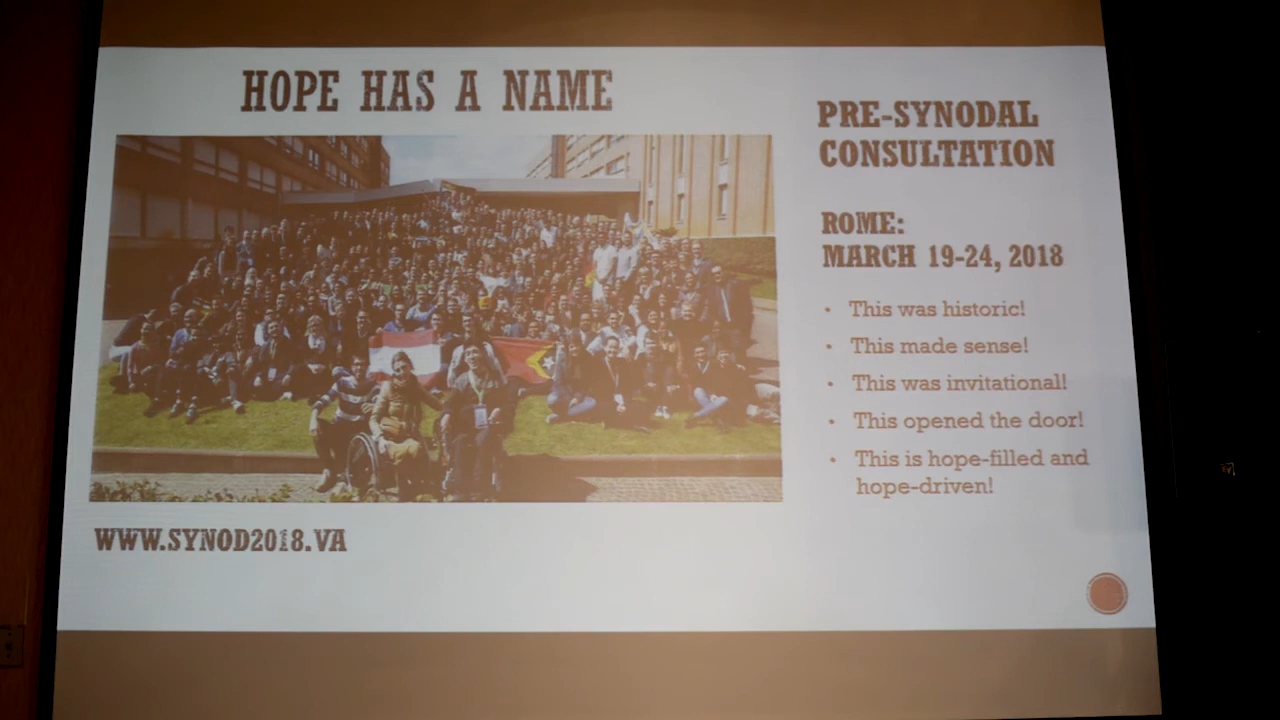 HOPE HAS A NAME
WWW.SYNOD2018.VA
PRE-SYNODAL
CONSULTATION
ROME:
MARCH 19-24, 2018
• This was historic!
• This made sense!
• This was invitational!
• This opened the door!
• This is hope-filled and
hope-driven!